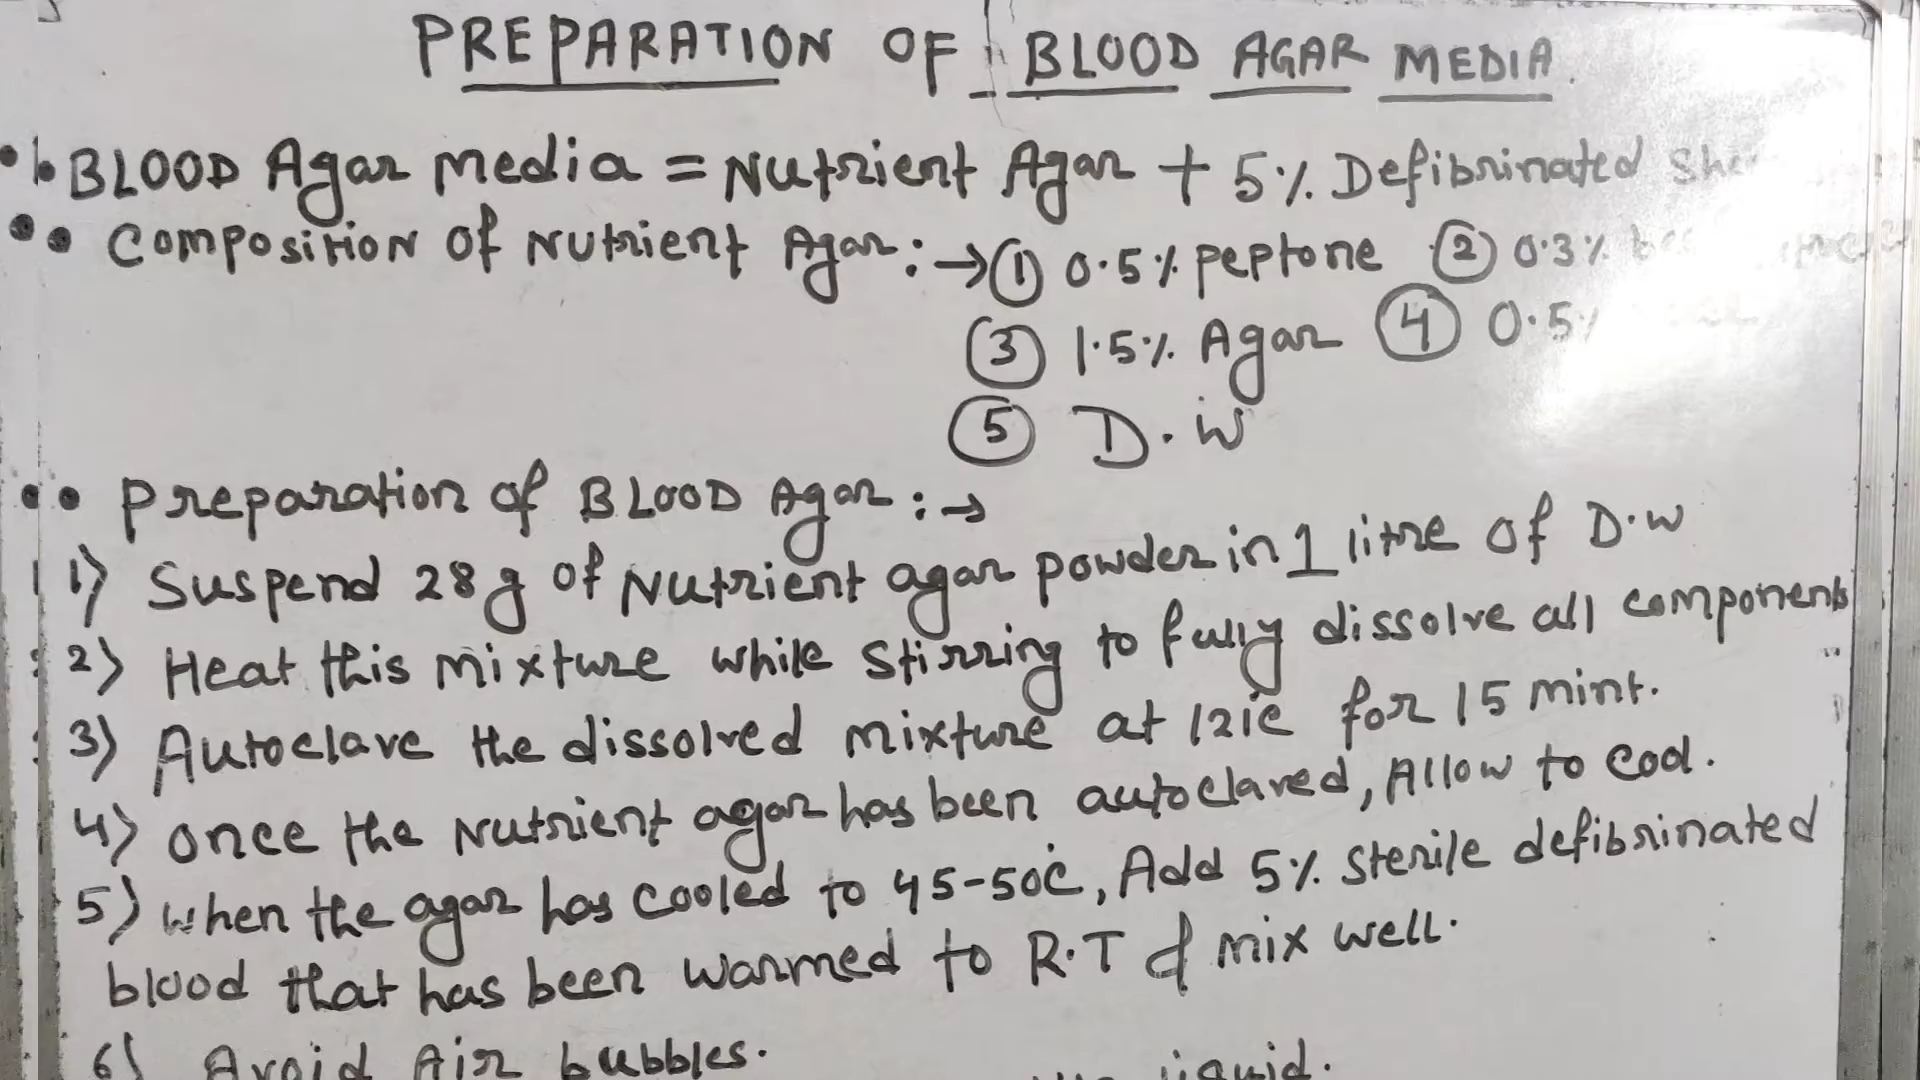 PREPARATION OF BLOOD AGAR MEDIA.
BLOOD Agar media = Nutrient Agar + 5% Defibrinated
Composition of Nutrient Agar : → ① 0.5% peptone ② 0.3%
③ 1.5% Agar ④ 0.5%
⑤ D.W
Preparation of BLOOD Agar : →
1) Suspend 28g of Nutrient agar powder in 1 litre of D.W
2) Heat this mixture while stirring to fully dissolve all components
3) Autoclave the dissolved mixture at 121c for 15 mint.
4) once the Nutrient agar has been autoclaved, Allow to cool.
5) when the agar has cooled to 45-50c, Add 5% Sterile defibrinated
blood that has been warmed to R.T & mix well.
6) Avoid Air bubbles.
liquid.